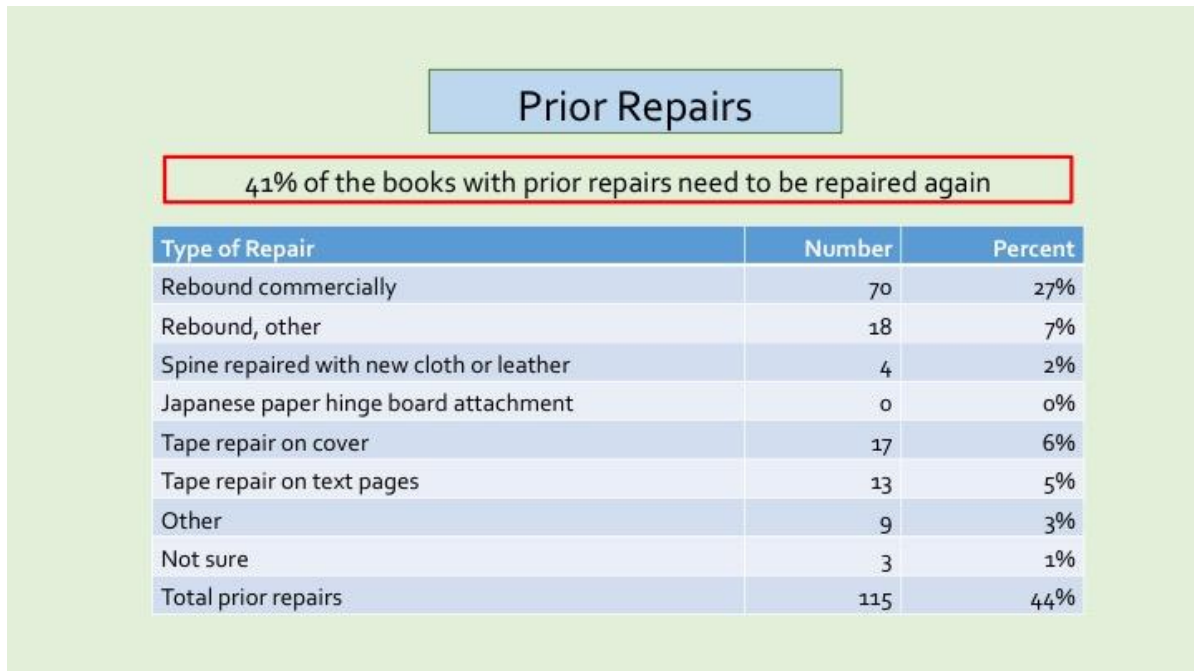 Prior Repairs
41% of the books with prior repairs need to be repaired again
Type of Repair Number Percent
Rebound commercially 70 27%
Rebound, other 18 7%
Spine repaired with new cloth or leather 4 2%
Japanese paper hinge board attachment 0 0%
Tape repair on cover 17 6%
Tape repair on text pages 13 5%
Other 9 3%
Not sure 3 1%
Total prior repairs 115 44%